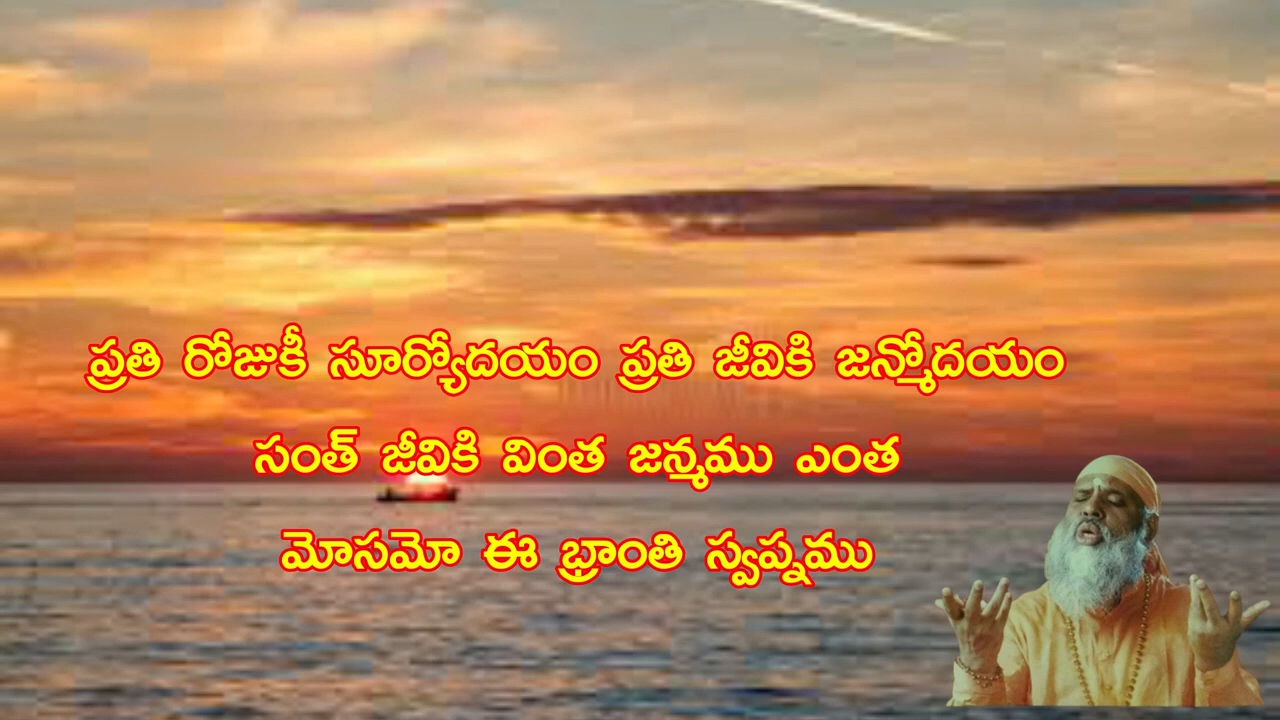 ప్రతి రోజుకీ సూర్యోదయం ప్రతి జీవికి జన్మోదయం
సంత్ జీవికి వింత జన్మము ఎంత
మోసమో ఈ భ్రాంతి స్వప్నము